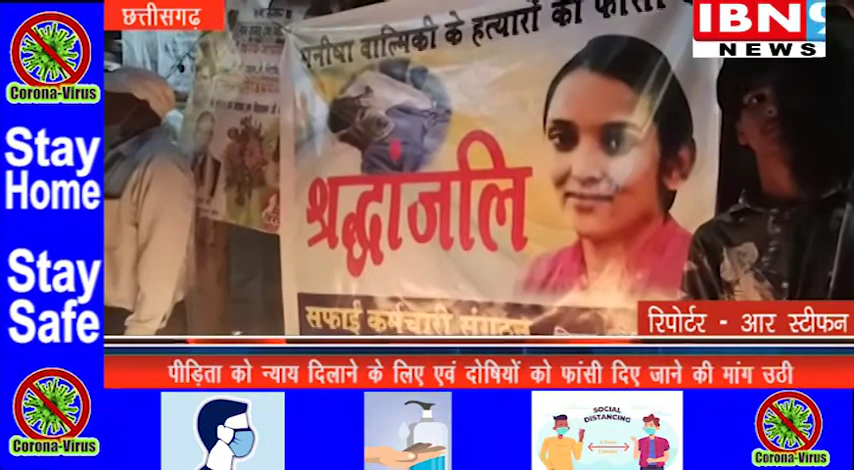 छत्तीसगढ़
IBN9
NEWS
Corona-Virus
मनीषा वाल्मिकी के हत्यारों को फांसी
Stay
Home
श्रद्धाजलि
Stay
Safe
सफाई कर्मचारी संगठन
रिपोर्टर - आर स्टीफन
पीड़िता को न्याय दिलाने के लिए एवं दोषियों को फांसी दिए जाने की मांग उठी
SOCIAL
DISTANCING
Corona-Virus
Corona-Virus